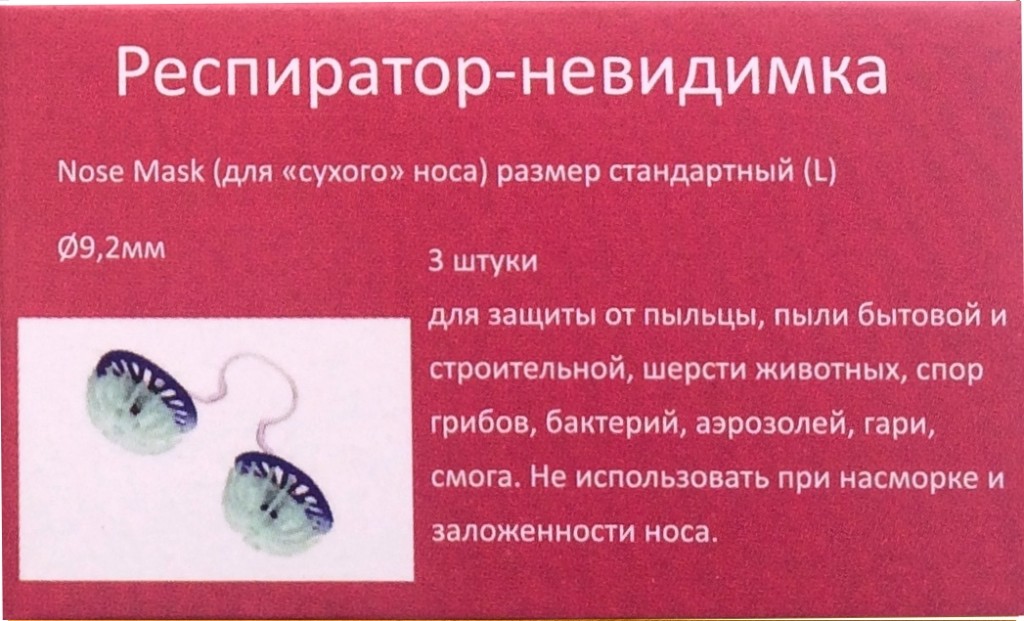 Респиратор-невидимка
Nose Mask (для «сухого» носа) размер стандартный (L)
Ø9,2мм
3 штуки
для защиты от пыльцы, пыли бытовой и
строительной, шерсти животных, спор
грибов, бактерий, аэрозолей, гари,
смога. Не использовать при насморке и
заложенности носа.